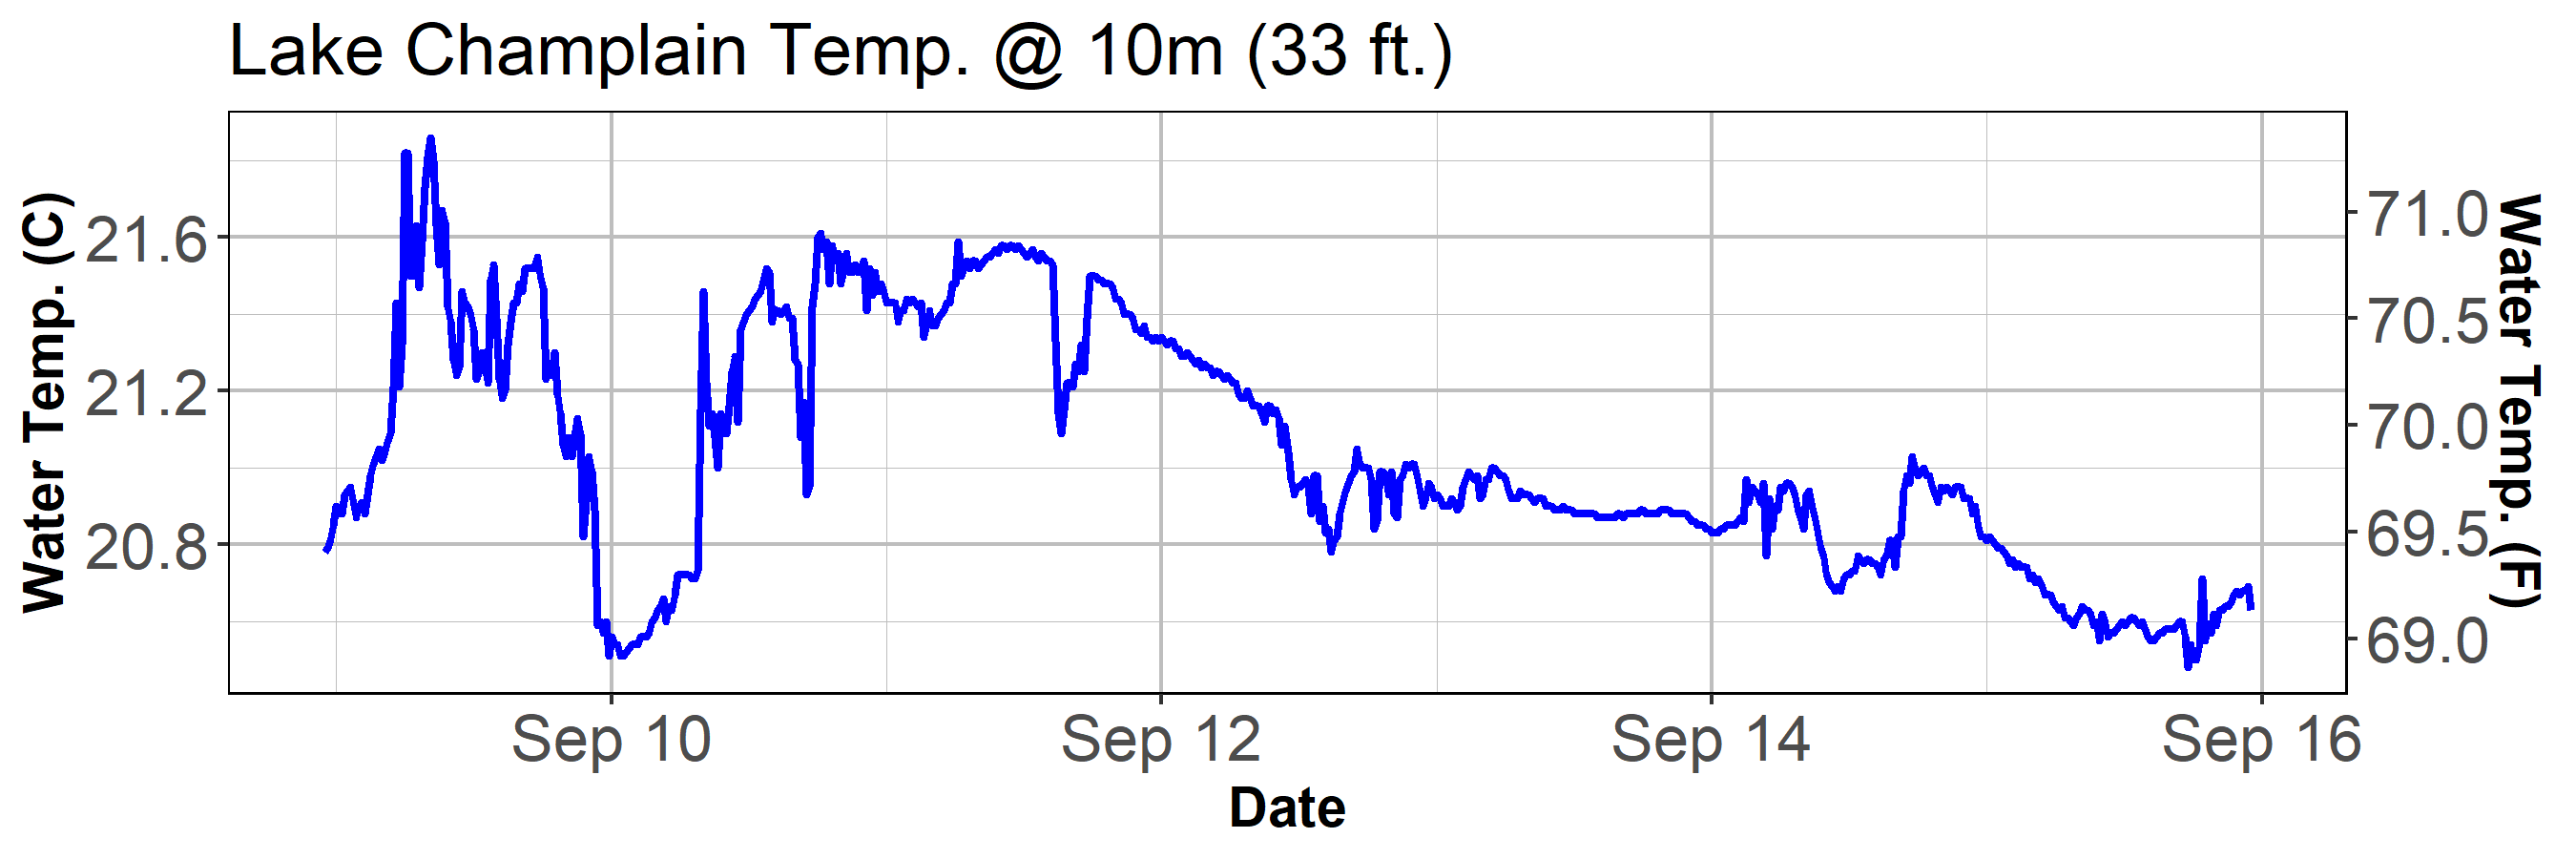 Lake Champlain Temp. @ 10m (33 ft.)
Water Temp. (C)
21.6
21.2
20.8
71.0
70.5
70.0
69.5
69.0
Water Temp. (F)
Sep 10
Sep 12
Sep 14
Sep 16
Date